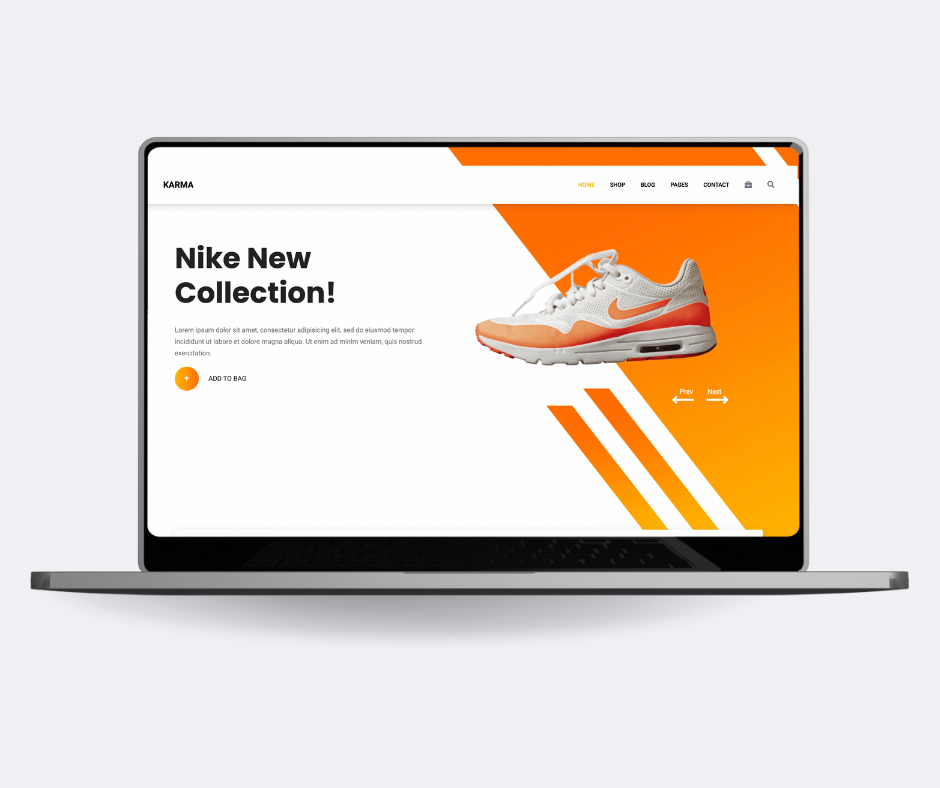 KARMA
HOME SHOP BLOG PAGES CONTACT
Nike New
Collection!
Lorem ipsum dolor sit amet, consectetur adipisicing elit, sed do eiusmod tempor
incididunt ut labore et dolore magna aliqua. Ut enim ad minim veniam, quis nostrud
exercitation.
+ ADD TO BAG
Prev Next